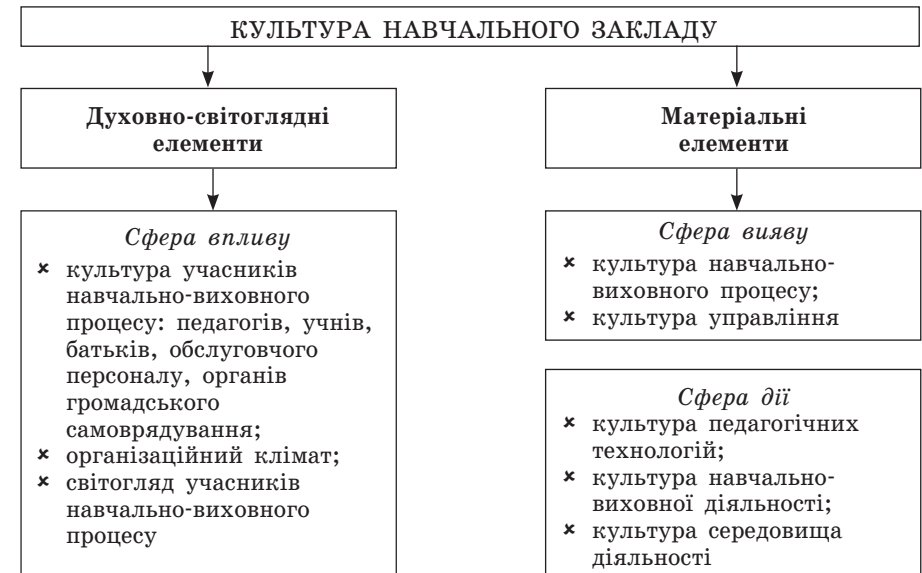 КУЛЬТУРА НАВЧАЛЬНОГО ЗАКЛАДУ
Духовно-світоглядні
елементи
Сфера впливу
× культура учасників
навчально-виховного
процесу: педагогів, учнів,
батьків, обслуговчого
персоналу, органів
громадського
самоврядування;
× організаційний клімат;
× світогляд учасників
навчально-виховного
процесу
Матеріальні
елементи
Сфера вияву
× культура навчально-
виховного процесу;
× культура управління
Сфера дії
× культура педагогічних
технологій;
× культура навчально-
виховної діяльності;
× культура середовища
діяльності